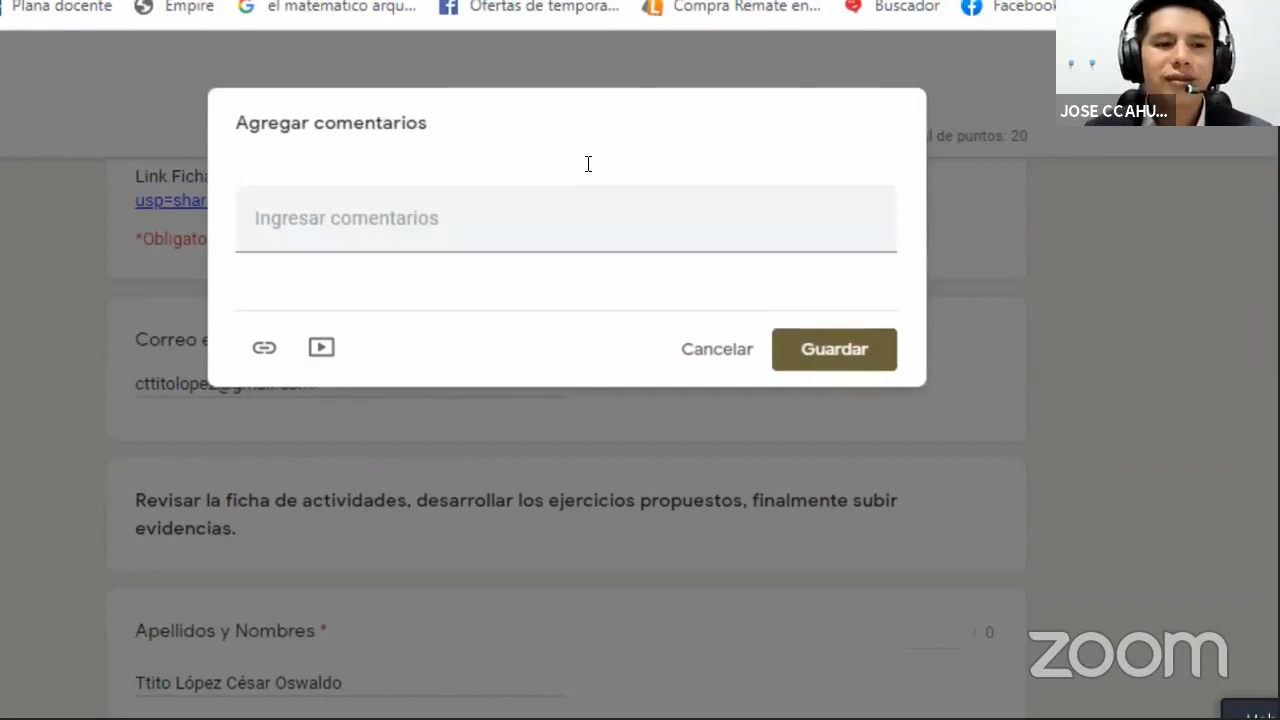 Plana docente Empire el matematico arqu... Ofertas de tempora... Compra Remate en... Buscador Facebook
JOSE CCAHU...
Agregar comentarios
de puntos: 20
Link Ficha
usp=shar
Ingresar comentarios
*Obligato
Correo e
Cancelar
Guardar
Revisar la ficha de actividades, desarrollar los ejercicios propuestos, finalmente subir
evidencias.
Apellidos y Nombres *
/ 0
Ttito López César Oswaldo
zoom